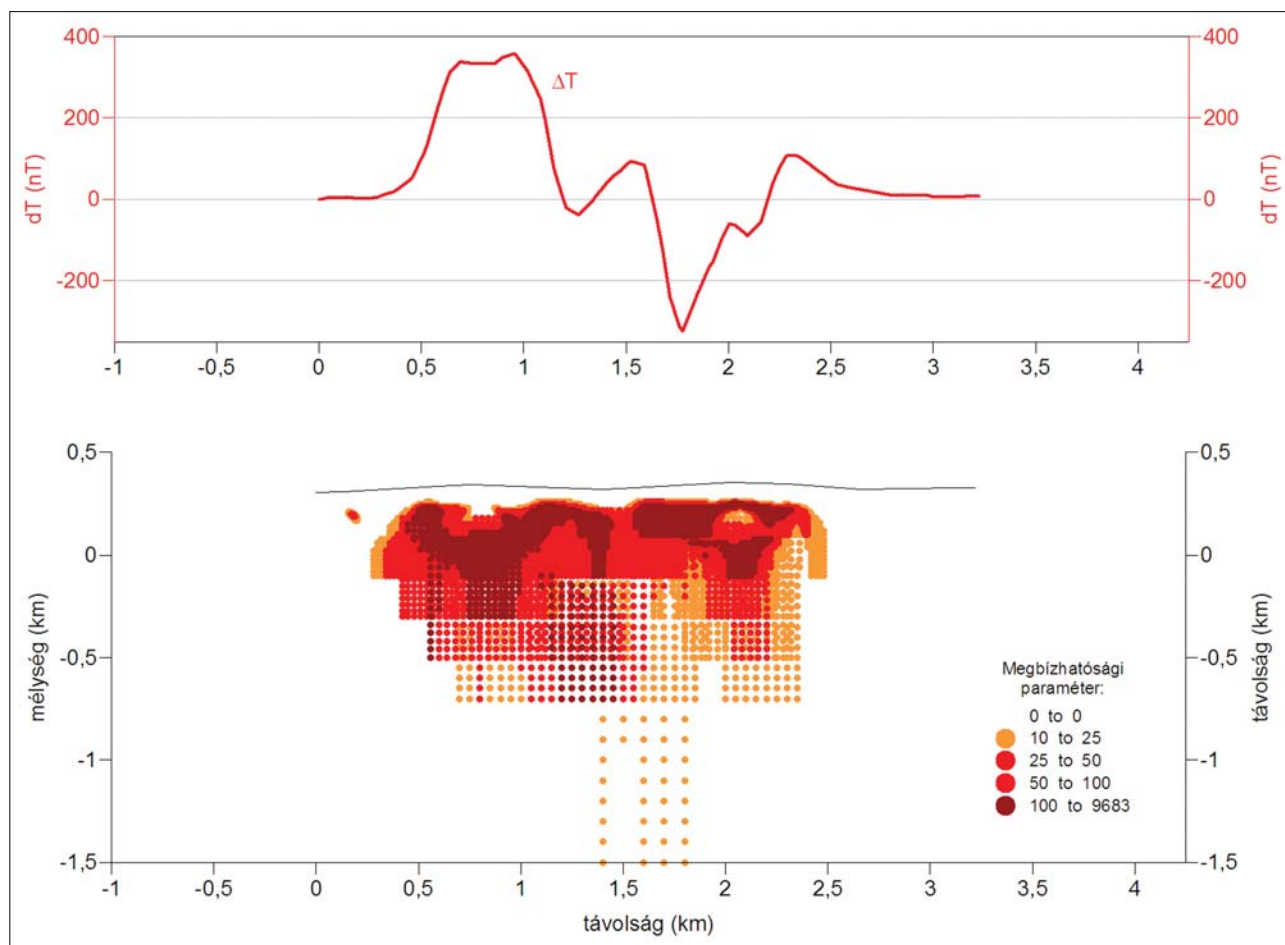 400
400
ΔT
200
200
dT (nT)
dT (nT)
0
0
-200
-200
-1 -0,5 0 0,5 1 1,5 2 2,5 3 3,5 4
0,5
0,5
0
0
mélység (km)
távolság (km)
-0,5
-0,5
Megbízhatósági
paraméter:
0 to 0
10 to 25
25 to 50
50 to 100
100 to 9683
-1
-1
-1,5
-1,5
-1 -0,5 0 0,5 1 1,5 2 2,5 3 3,5 4
távolság (km)